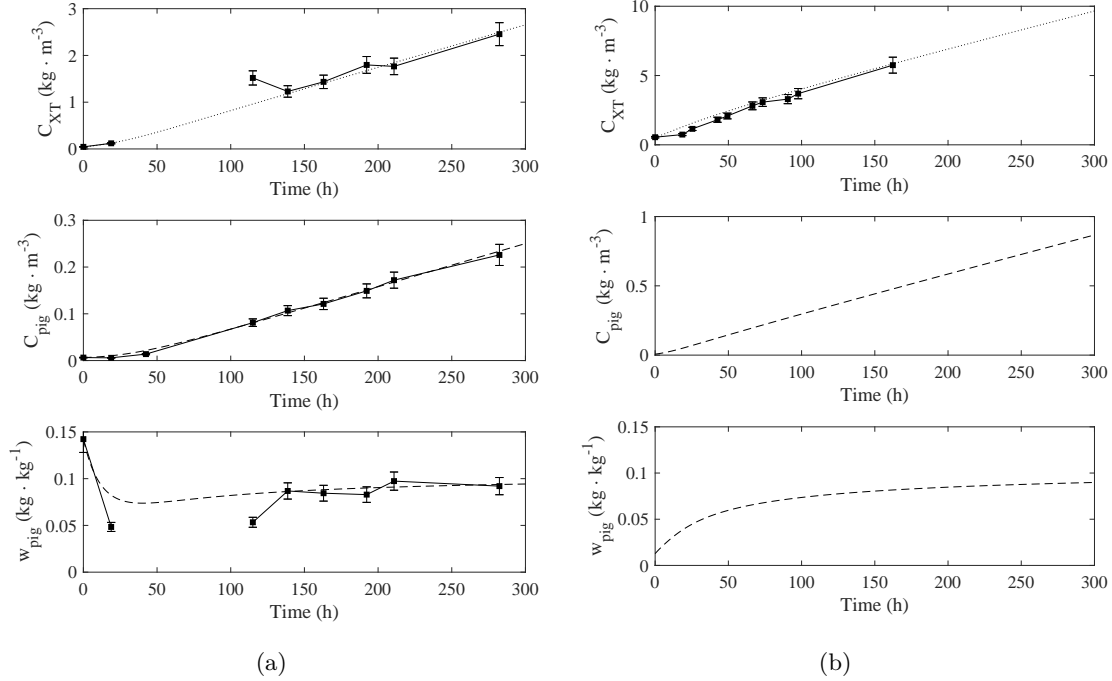 3
2
1
0
C_XT (kg · m^-3)
0 50 100 150 200 250 300
Time (h)
0.3
0.2
0.1
0
C_pig (kg · m^-3)
0 50 100 150 200 250 300
Time (h)
0.15
0.1
0.05
0
w_pig (kg · kg^-1)
0 50 100 150 200 250 300
Time (h)
(a)
10
5
0
C_XT (kg · m^-3)
0 50 100 150 200 250 300
Time (h)
1
0.5
0
C_pig (kg · m^-3)
0 50 100 150 200 250 300
Time (h)
0.15
0.1
0.05
0
w_pig (kg · kg^-1)
0 50 100 150 200 250 300
Time (h)
(b)